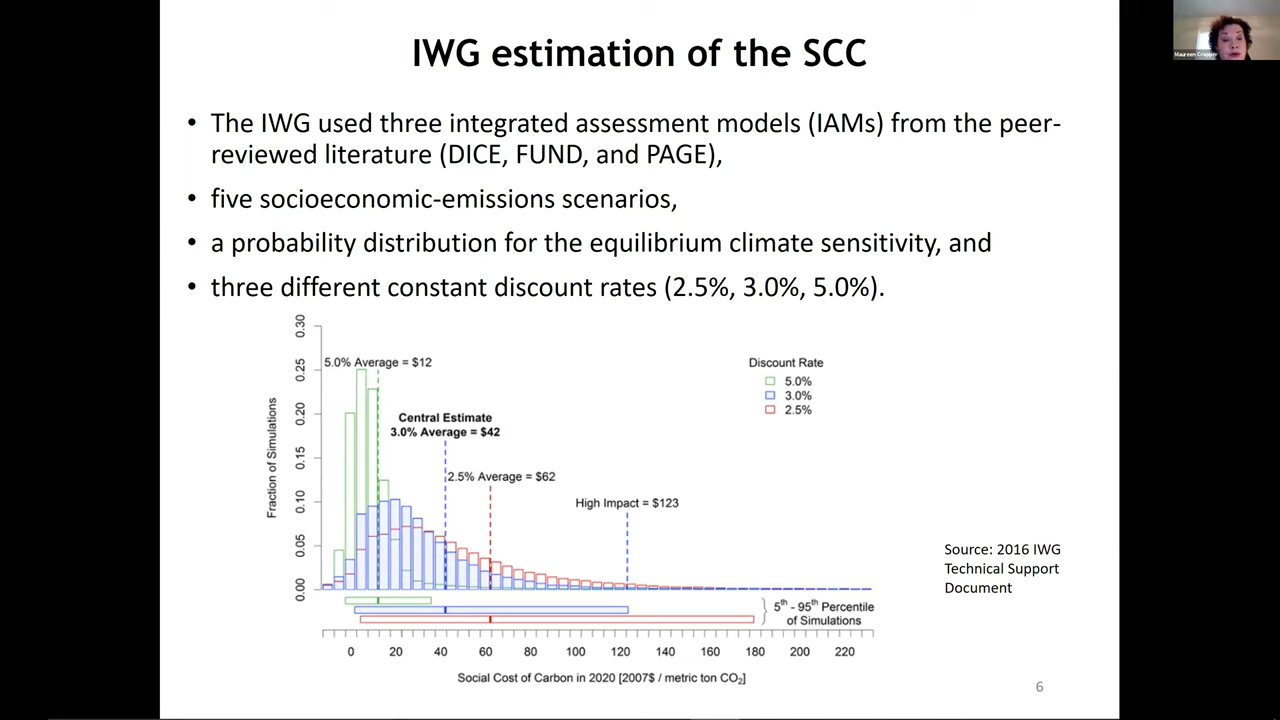 IWG estimation of the SCC
Maureen Cropper
• The IWG used three integrated assessment models (IAMs) from the peer-
reviewed literature (DICE, FUND, and PAGE),
• five socioeconomic-emissions scenarios,
• a probability distribution for the equilibrium climate sensitivity, and
• three different constant discount rates (2.5%, 3.0%, 5.0%).
Fraction of Simulations
0.30
0.25
0.20
0.15
0.10
0.05
0.00
5.0% Average = $12
Central Estimate
3.0% Average = $42
2.5% Average = $62
High Impact = $123
Discount Rate
5.0%
3.0%
2.5%
5th - 95th Percentile
of Simulations
0 20 40 60 80 100 120 140 160 180 200 220
Social Cost of Carbon in 2020 [2007$ / metric ton CO2]
Source: 2016 IWG
Technical Support
Document
6